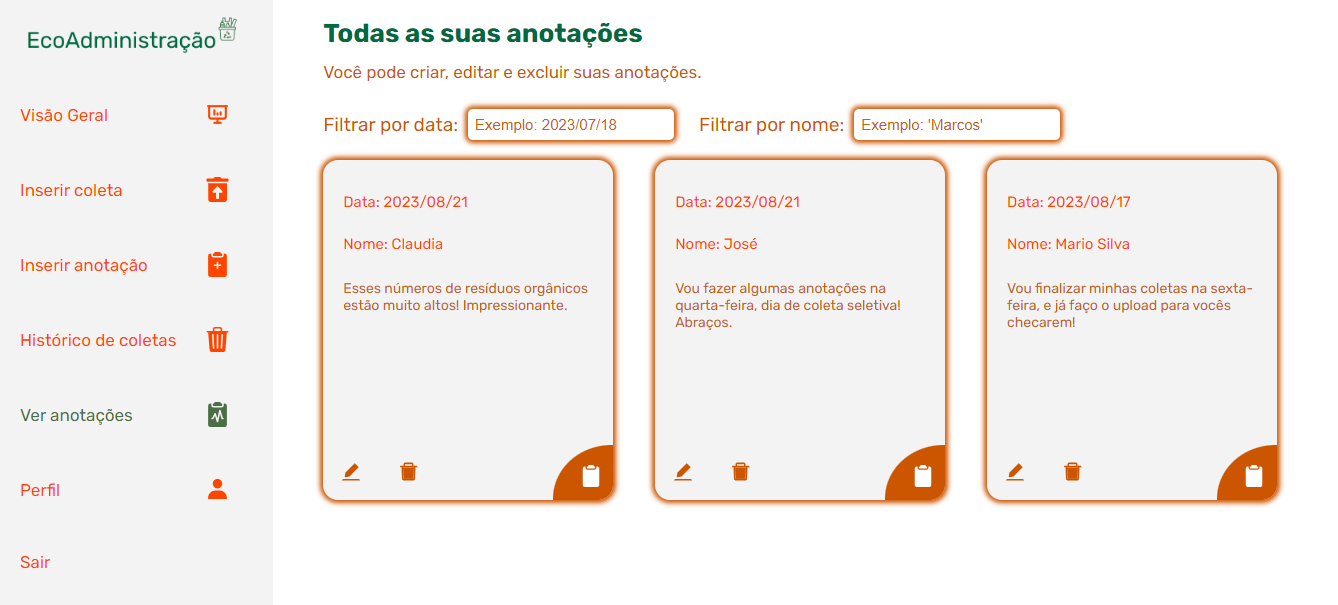 EcoAdministração
Visão Geral
Inserir coleta
Inserir anotação
Histórico de coletas
Ver anotações
Perfil
Sair
Todas as suas anotações
Você pode criar, editar e excluir suas anotações.
Filtrar por data: Exemplo: 2023/07/18 Filtrar por nome: Exemplo: 'Marcos'
Data: 2023/08/21
Nome: Claudia
Esses números de resíduos orgânicos
estão muito altos! Impressionante.
Data: 2023/08/21
Nome: José
Vou fazer algumas anotações na
quarta-feira, dia de coleta seletiva!
Abraços.
Data: 2023/08/17
Nome: Mario Silva
Vou finalizar minhas coletas na sexta-
feira, e já faço o upload para vocês
checarem!